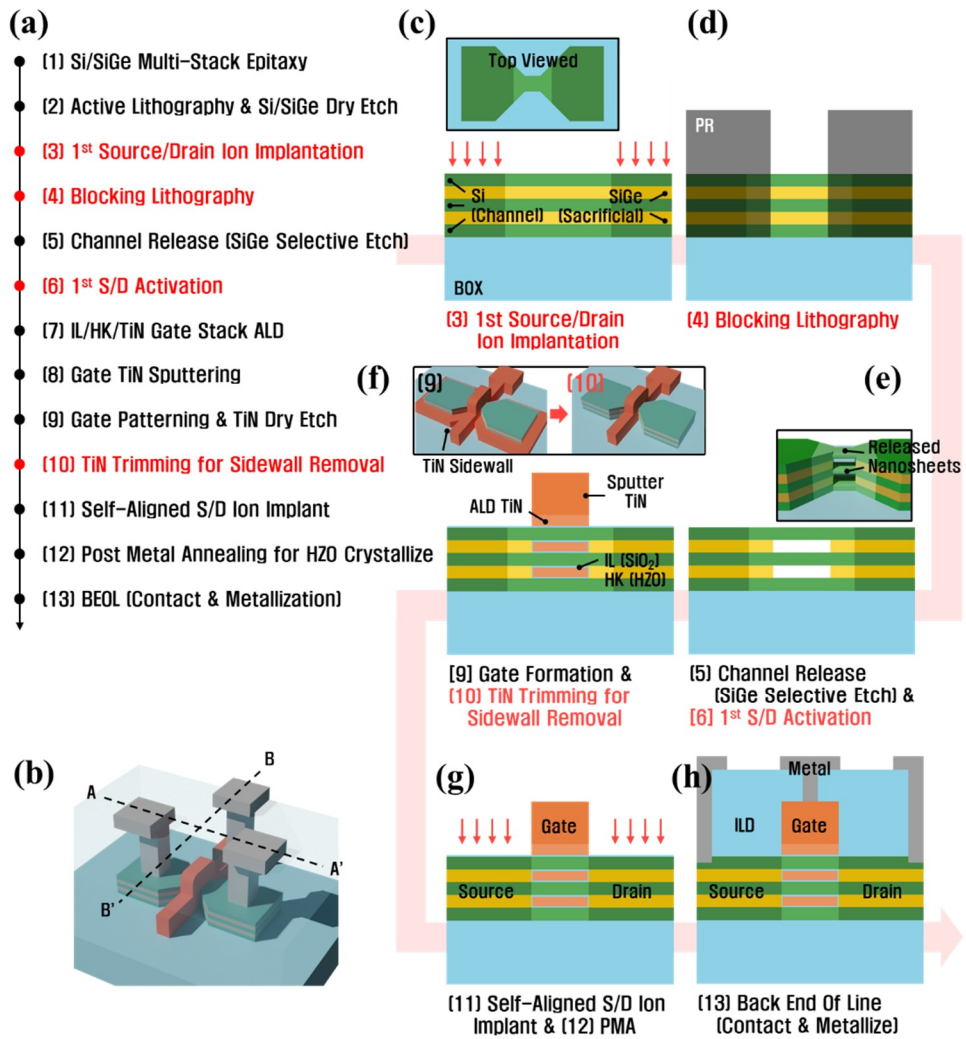 (a)
(1) Si/SiGe Multi-Stack Epitaxy
(2) Active Lithography & Si/SiGe Dry Etch
(3) 1st Source/Drain Ion Implantation
(4) Blocking Lithography
(5) Channel Release (SiGe Selective Etch)
(6) 1st S/D Activation
(7) IL/HK/TiN Gate Stack ALD
(8) Gate TiN Sputtering
(9) Gate Patterning & TiN Dry Etch
(10) TiN Trimming for Sidewall Removal
(11) Self-Aligned S/D Ion Implant
(12) Post Metal Annealing for HZO Crystallize
(13) BEOL (Contact & Metallization)
(b)
A
B
A'
B'
(c)
Top Viewed
Si
(Channel)
SiGe
(Sacrificial)
BOX
(3) 1st Source/Drain
Ion Implantation
(d)
PR
(4) Blocking Lithography
(e)
Released
Nanosheets
(5) Channel Release
(SiGe Selective Etch) &
[6] 1st S/D Activation
(f)
[9]
[10]
TiN Sidewall
Sputter
TiN
ALD TiN
IL (SiO₂)
HK (HZO)
[9] Gate Formation &
(10) TiN Trimming for
Sidewall Removal
(g)
Gate
Source
Drain
(11) Self-Aligned S/D Ion
Implant & (12) PMA
(h)
Metal
ILD
Gate
Source
Drain
(13) Back End Of Line
(Contact & Metallize)